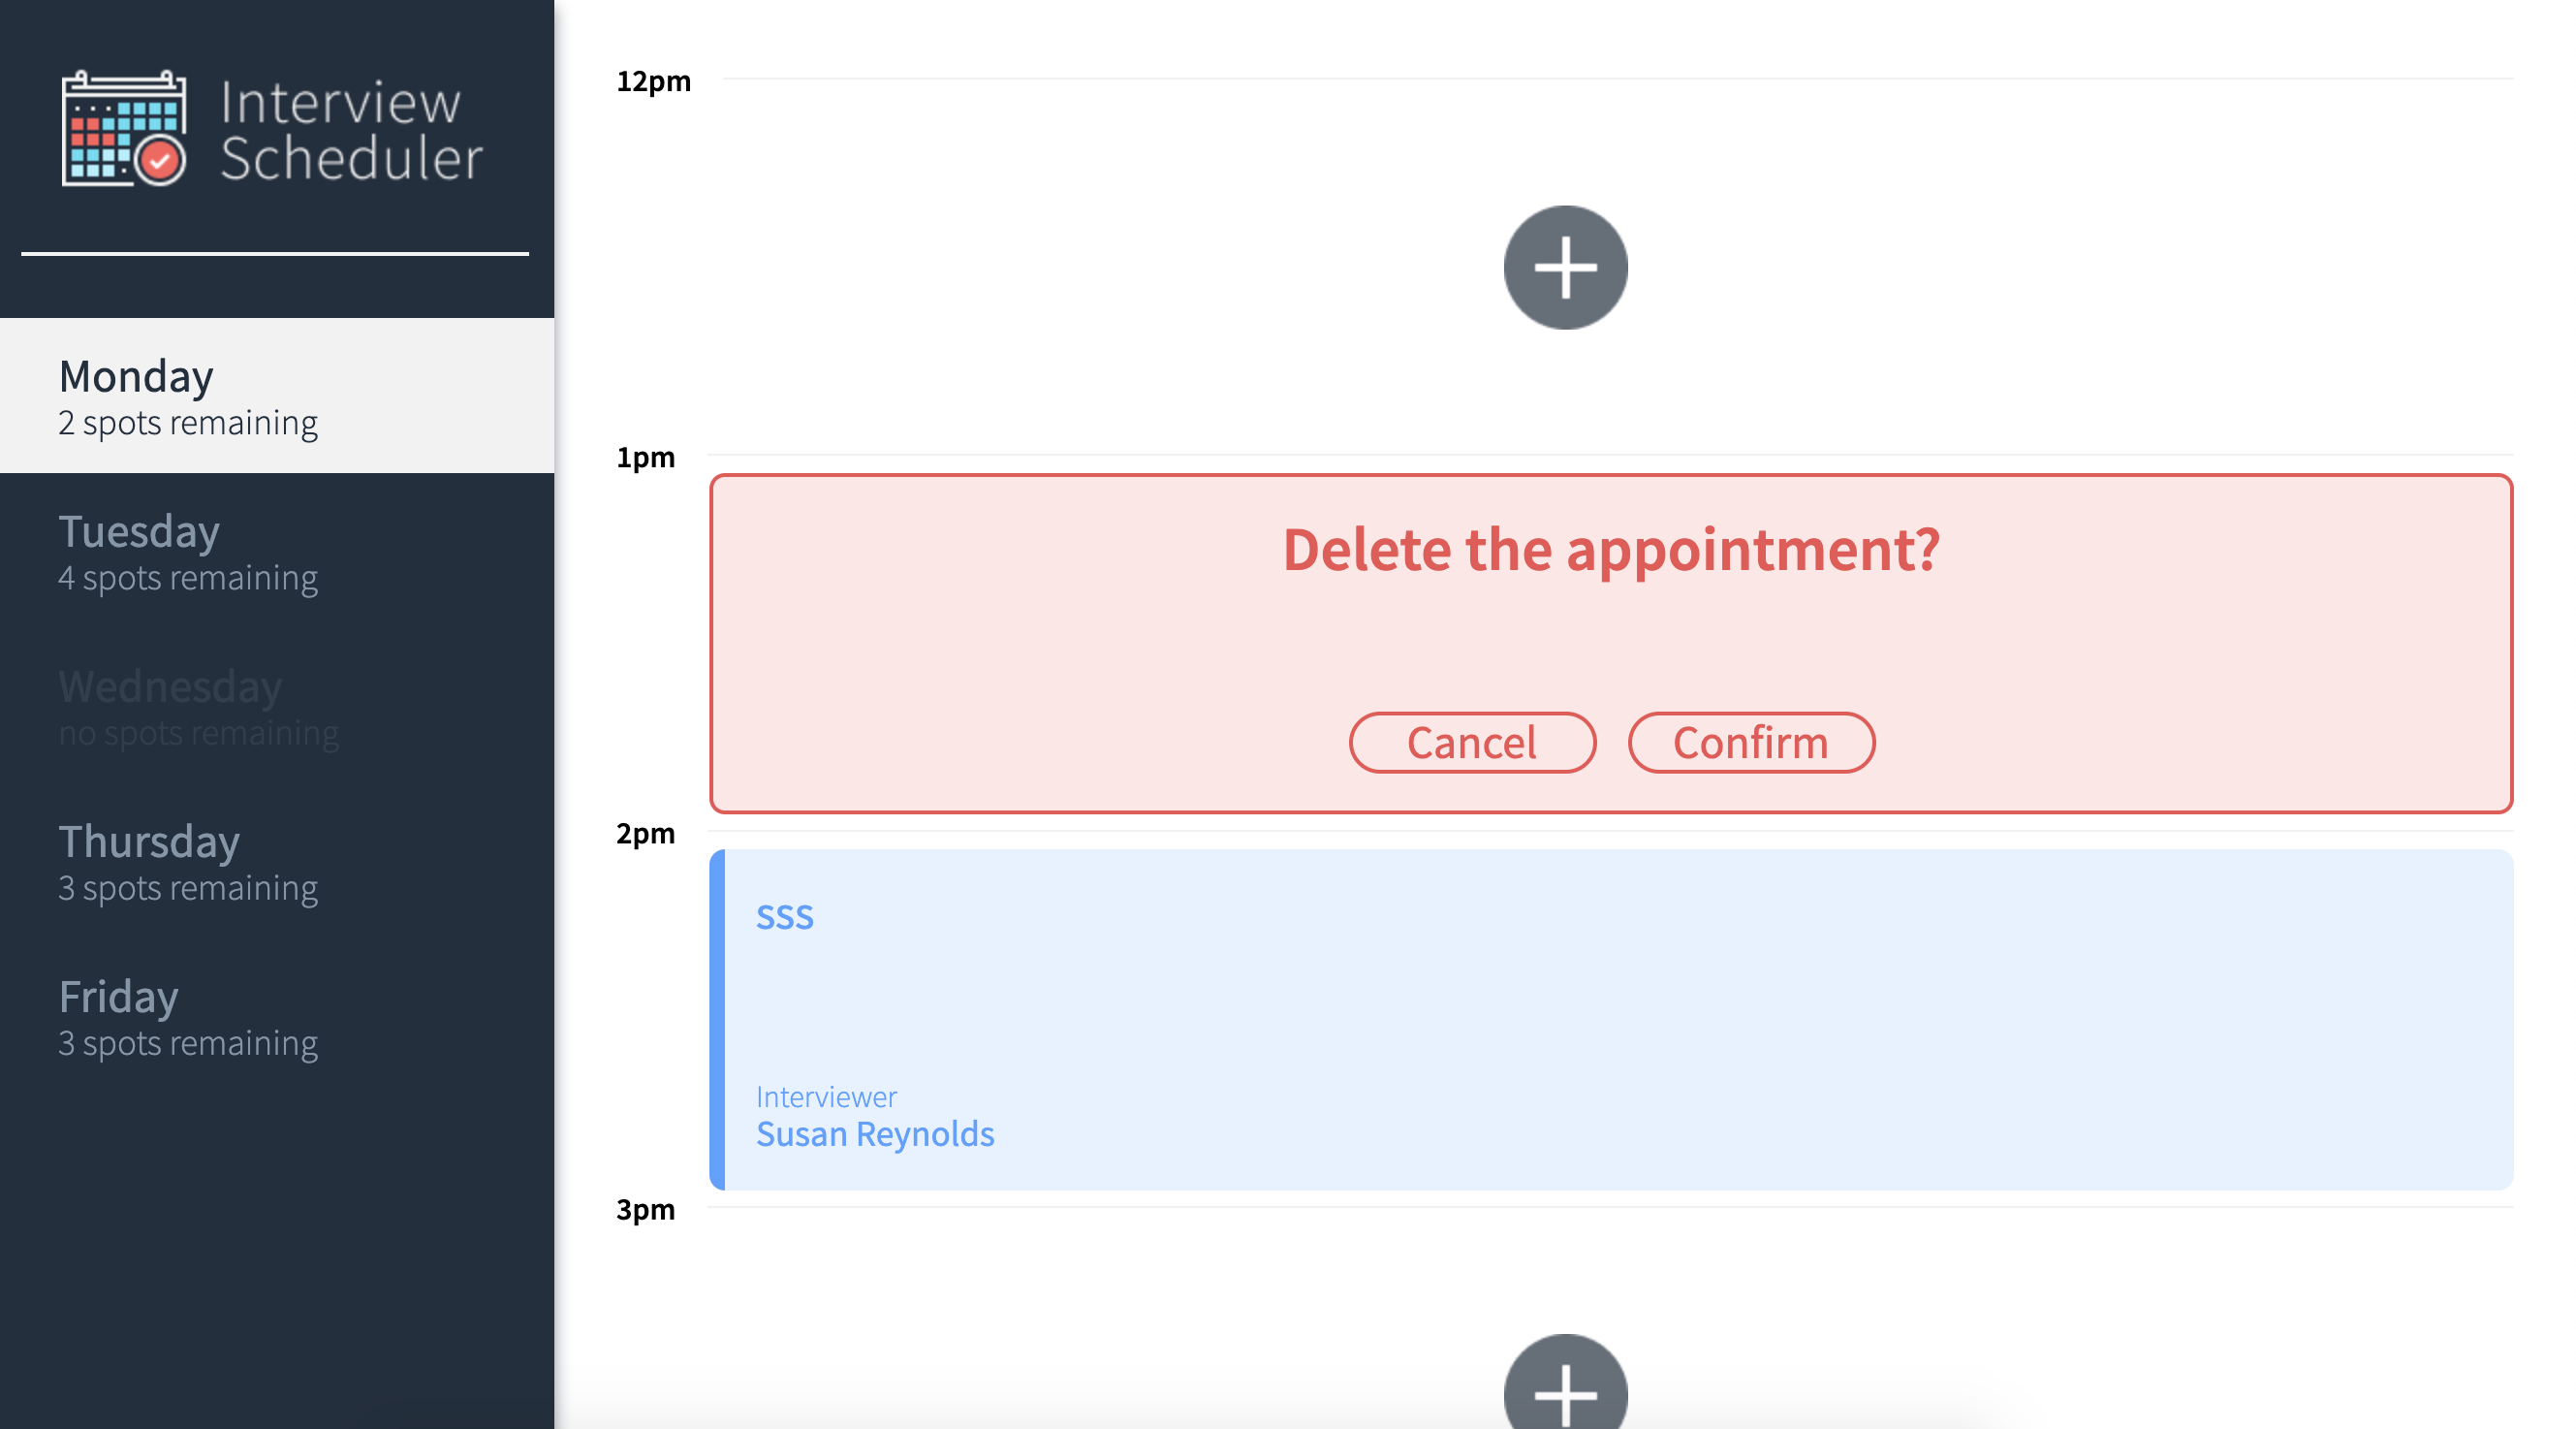 Interview
Scheduler
Monday
2 spots remaining
Tuesday
4 spots remaining
Wednesday
no spots remaining
Thursday
3 spots remaining
Friday
3 spots remaining
12pm
1pm
Delete the appointment?
Cancel Confirm
2pm
sss
Interviewer
Susan Reynolds
3pm